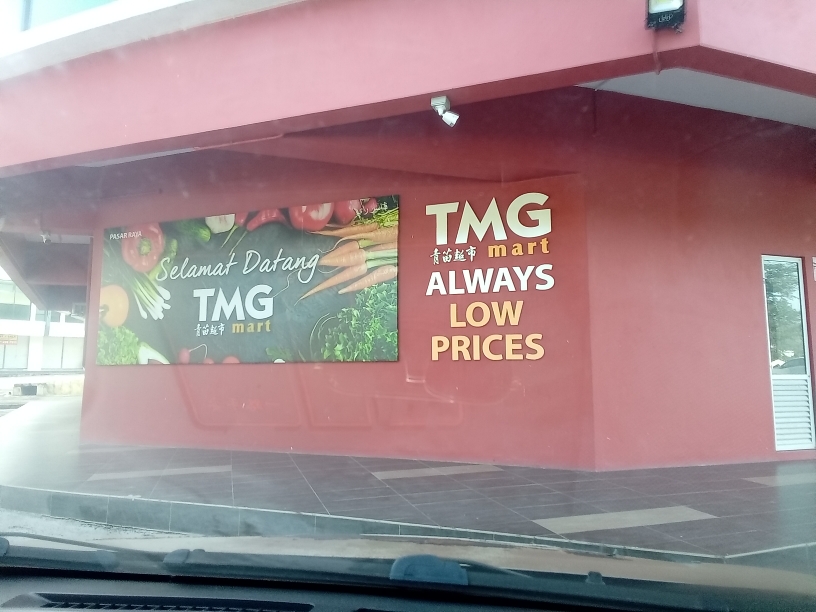 PASAR RAYA
Selamat Datang
TMG
青苗超市 mart
TMG
青苗超市 mart
ALWAYS
LOW
PRICES